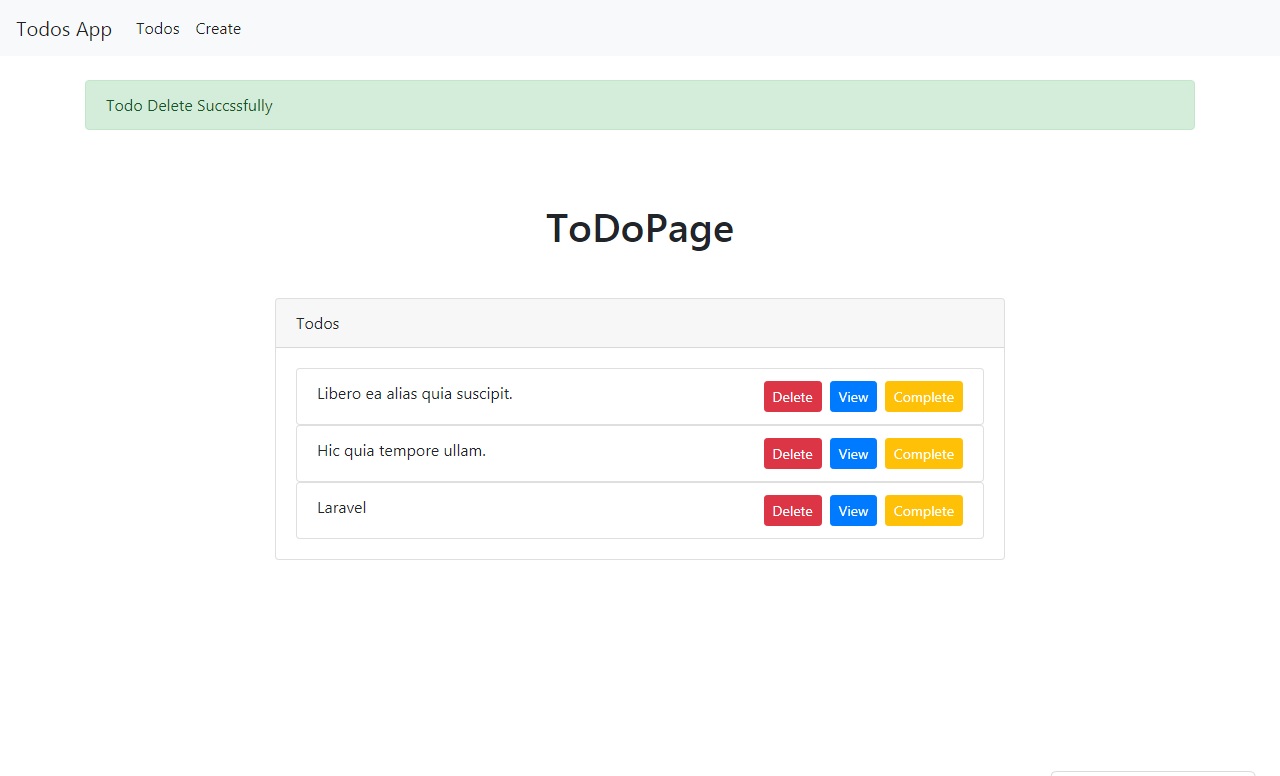 Todos App Todos Create
Todo Delete Succssfully
ToDoPage
Todos
Libero ea alias quia suscipit. Delete View Complete
Hic quia tempore ullam. Delete View Complete
Laravel Delete View Complete